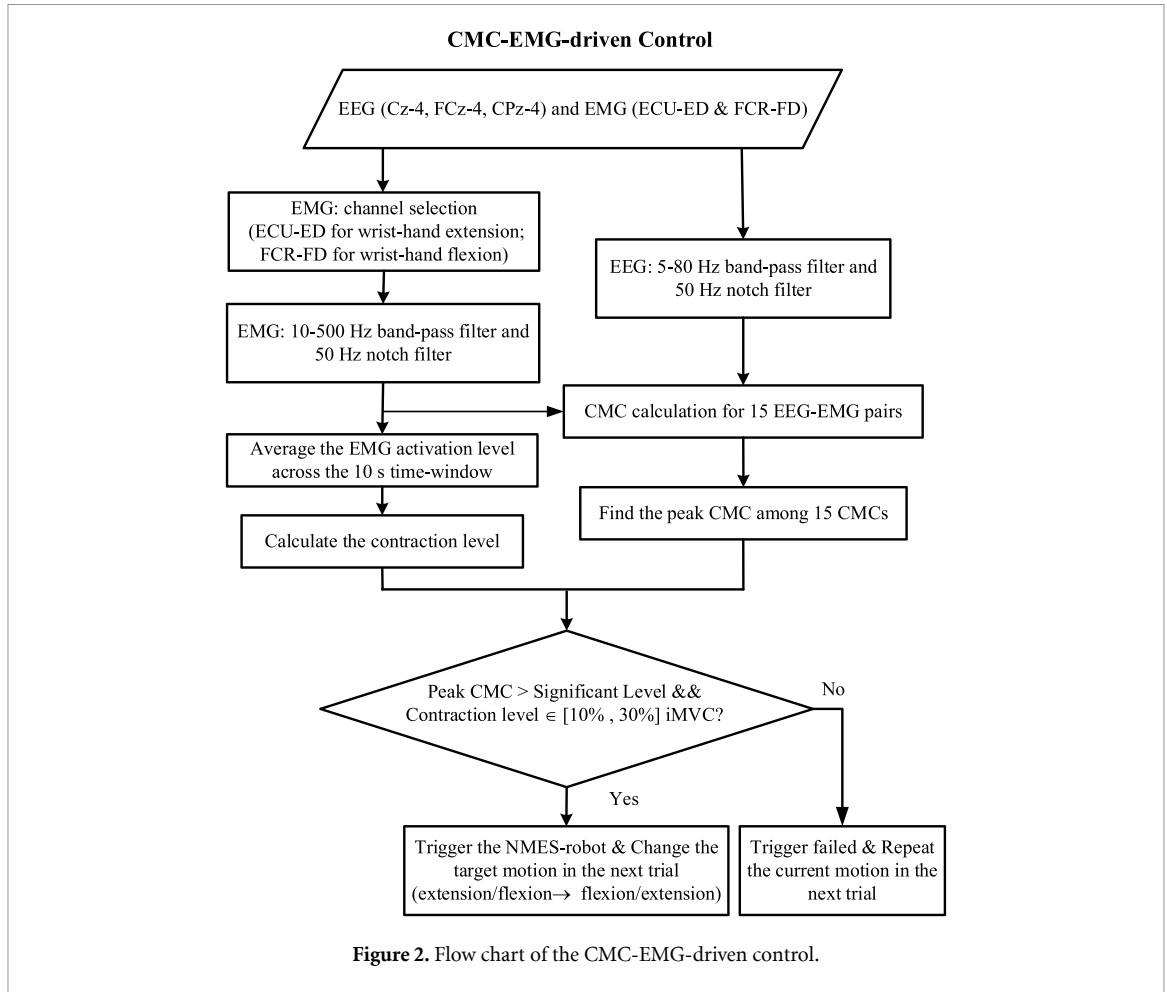 CMC-EMG-driven Control
EEG (Cz-4, FCz-4, CPz-4) and EMG (ECU-ED & FCR-FD)
EMG: channel selection
(ECU-ED for wrist-hand extension;
FCR-FD for wrist-hand flexion)
EEG: 5-80 Hz band-pass filter and
50 Hz notch filter
EMG: 10-500 Hz band-pass filter and
50 Hz notch filter
CMC calculation for 15 EEG-EMG pairs
Average the EMG activation level
across the 10 s time-window
Find the peak CMC among 15 CMCs
Calculate the contraction level
Peak CMC > Significant Level &&
Contraction level ∈ [10% , 30%] iMVC?
No
Yes
Trigger the NMES-robot & Change the
target motion in the next trial
(extension/flexion→ flexion/extension)
Trigger failed & Repeat
the current motion in the
next trial
Figure 2. Flow chart of the CMC-EMG-driven control.